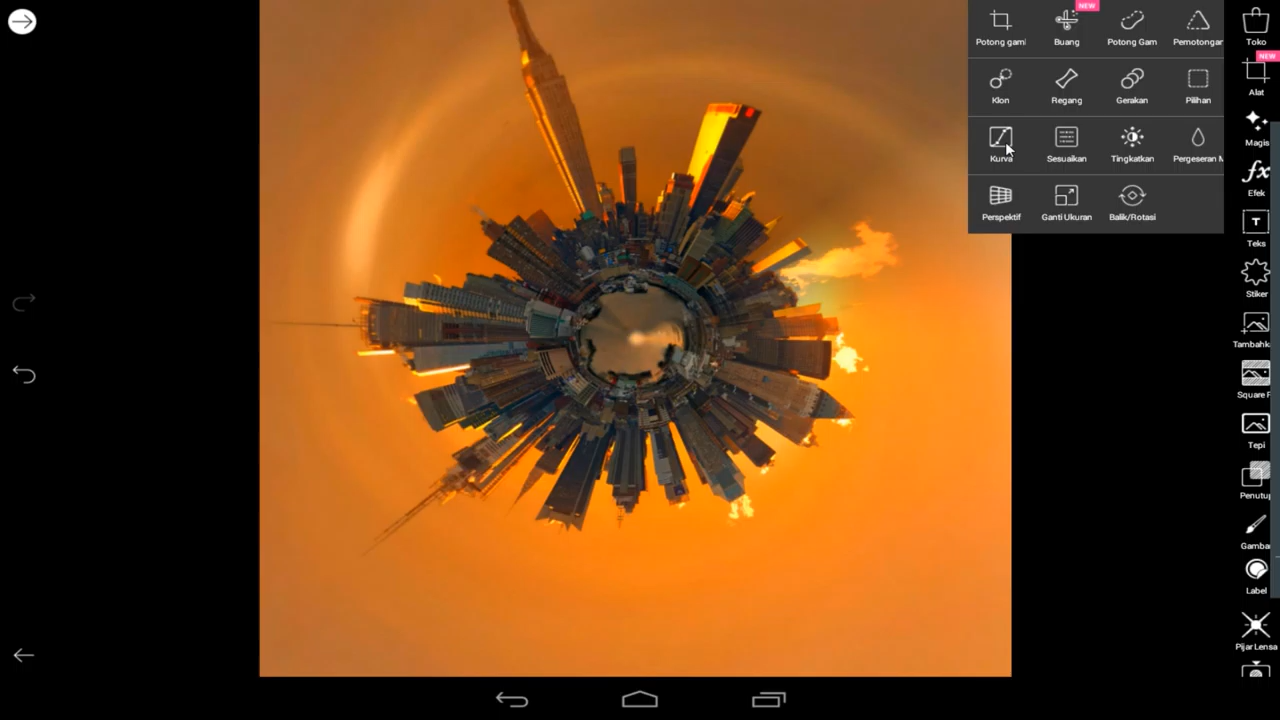 NEW
Potong gam
Buang
Potong Gam
Pemotongar
Toko
NEW
Alat
Klon
Regang
Gerakan
Pilihan
Magis
Kurva
Sesuaikan
Tingkatkan
Pergeseran M
fx
Efek
Perspektif
Ganti Ukuran
Balik/Rotasi
T
Teks
Stiker
Tambahk
Square F
Tepi
Penutup
Gamba
Label
Pijar Lensa